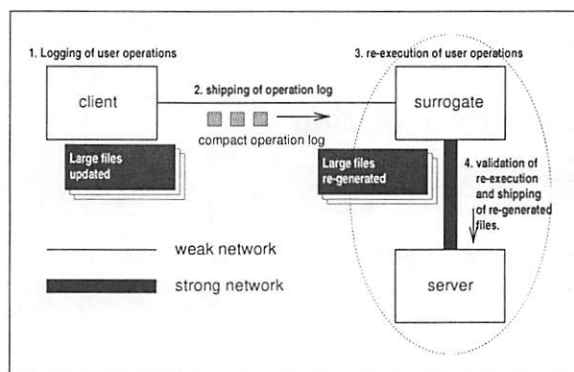 1. Logging of user operations
3. re-execution of user operations
client
2. shipping of operation log
surrogate
compact operation log
Large files
updated
Large files
re-generated
4. validation of
re-execution
and shipping
of re-generated
files.
weak network
strong network
server